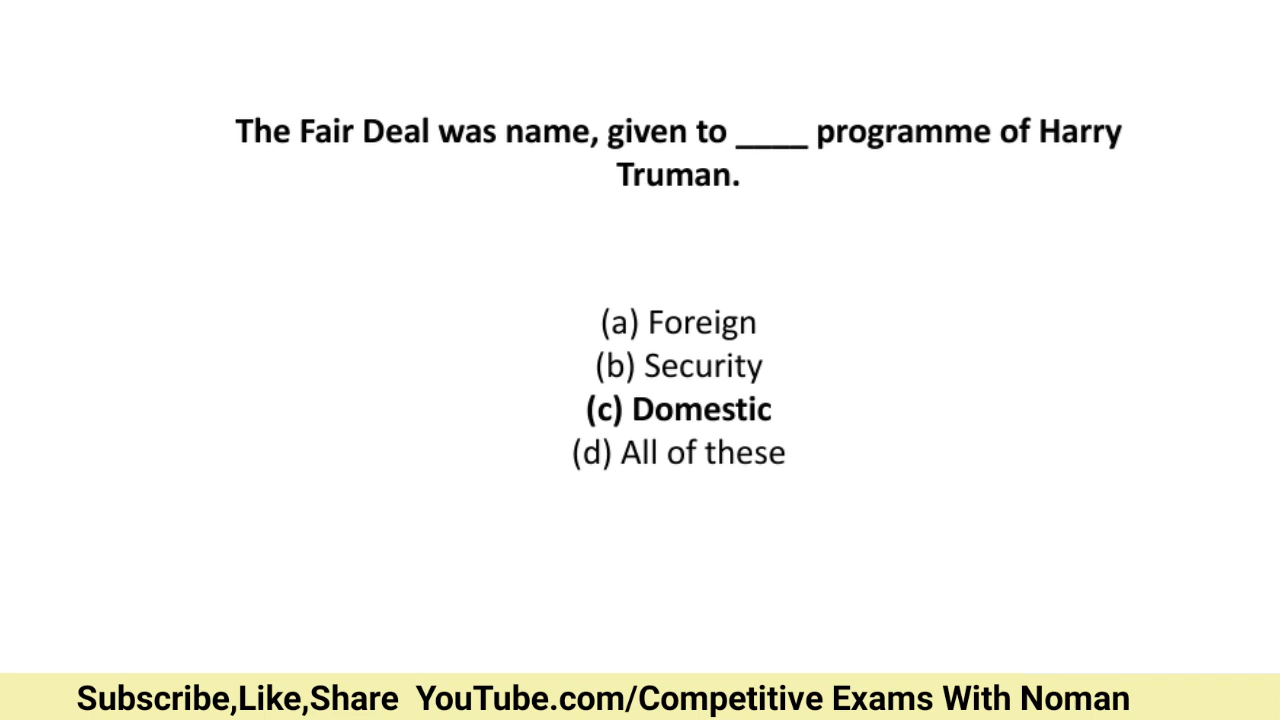 The Fair Deal was name, given to ____ programme of Harry
Truman.
(a) Foreign
(b) Security
(c) Domestic
(d) All of these
Subscribe,Like,Share  YouTube.com/Competitive Exams With Noman